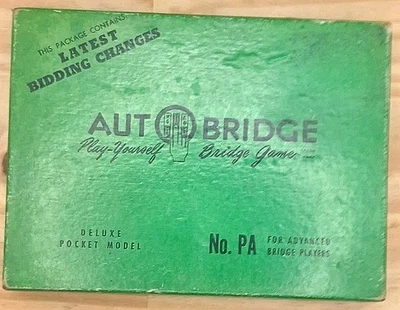 THIS PACKAGE CONTAINS
LATEST
BIDDING CHANGES
AUTOBRIDGE
Play-Yourself Bridge Game
DELUXE
POCKET MODEL
No. PA
FOR ADVANCED
BRIDGE PLAYERS